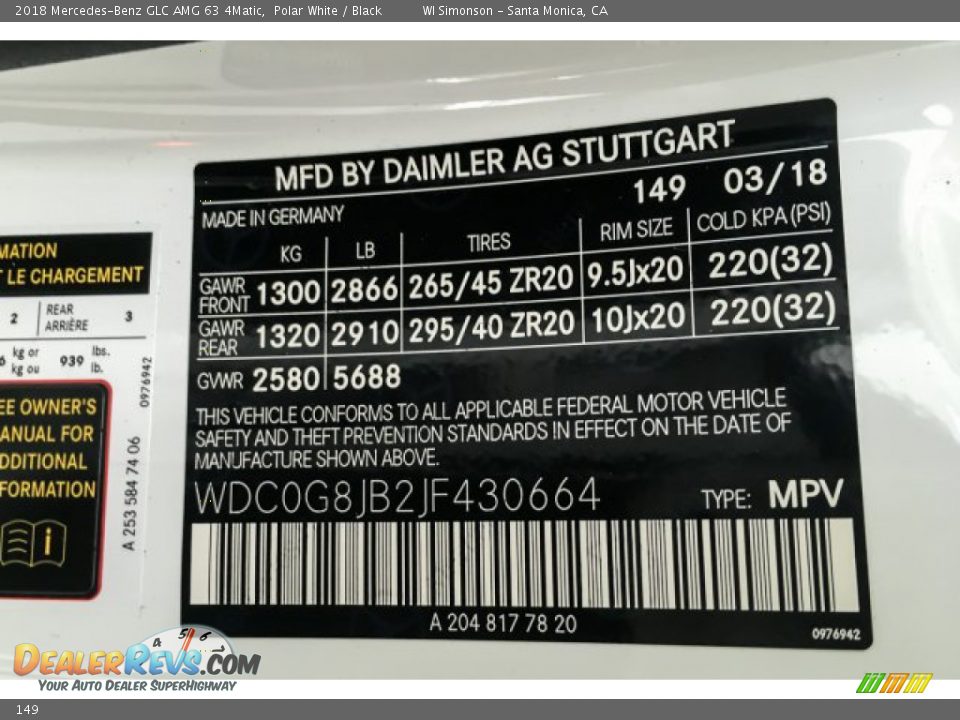 2018 Mercedes-Benz GLC AMG 63 4Matic, Polar White / Black WI Simonson - Santa Monica, CA
MFD BY DAIMLER AG STUTTGART
149 03/18
MADE IN GERMANY
KG LB TIRES RIM SIZE COLD KPA (PSI)
GAWR FRONT 1300 2866 265/45 ZR20 9.5Jx20 220(32)
GAWR REAR 1320 2910 295/40 ZR20 10Jx20 220(32)
GVWR 2580 5688
THIS VEHICLE CONFORMS TO ALL APPLICABLE FEDERAL MOTOR VEHICLE
SAFETY AND THEFT PREVENTION STANDARDS IN EFFECT ON THE DATE OF
MANUFACTURE SHOWN ABOVE.
WDC0G8JB2JF430664 TYPE: MPV
A 204 817 78 20
0976942
MATION
T LE CHARGEMENT
2 REAR ARRIÈRE 3
6 kg or kg ou 939 lbs. lb.
0976942
EE OWNER'S
ANUAL FOR
DDITIONAL
FORMATION
i
A 253 584 74 06
4 5 6
DEALERREVS.COM
YOUR AUTO DEALER SUPERHIGHWAY
149